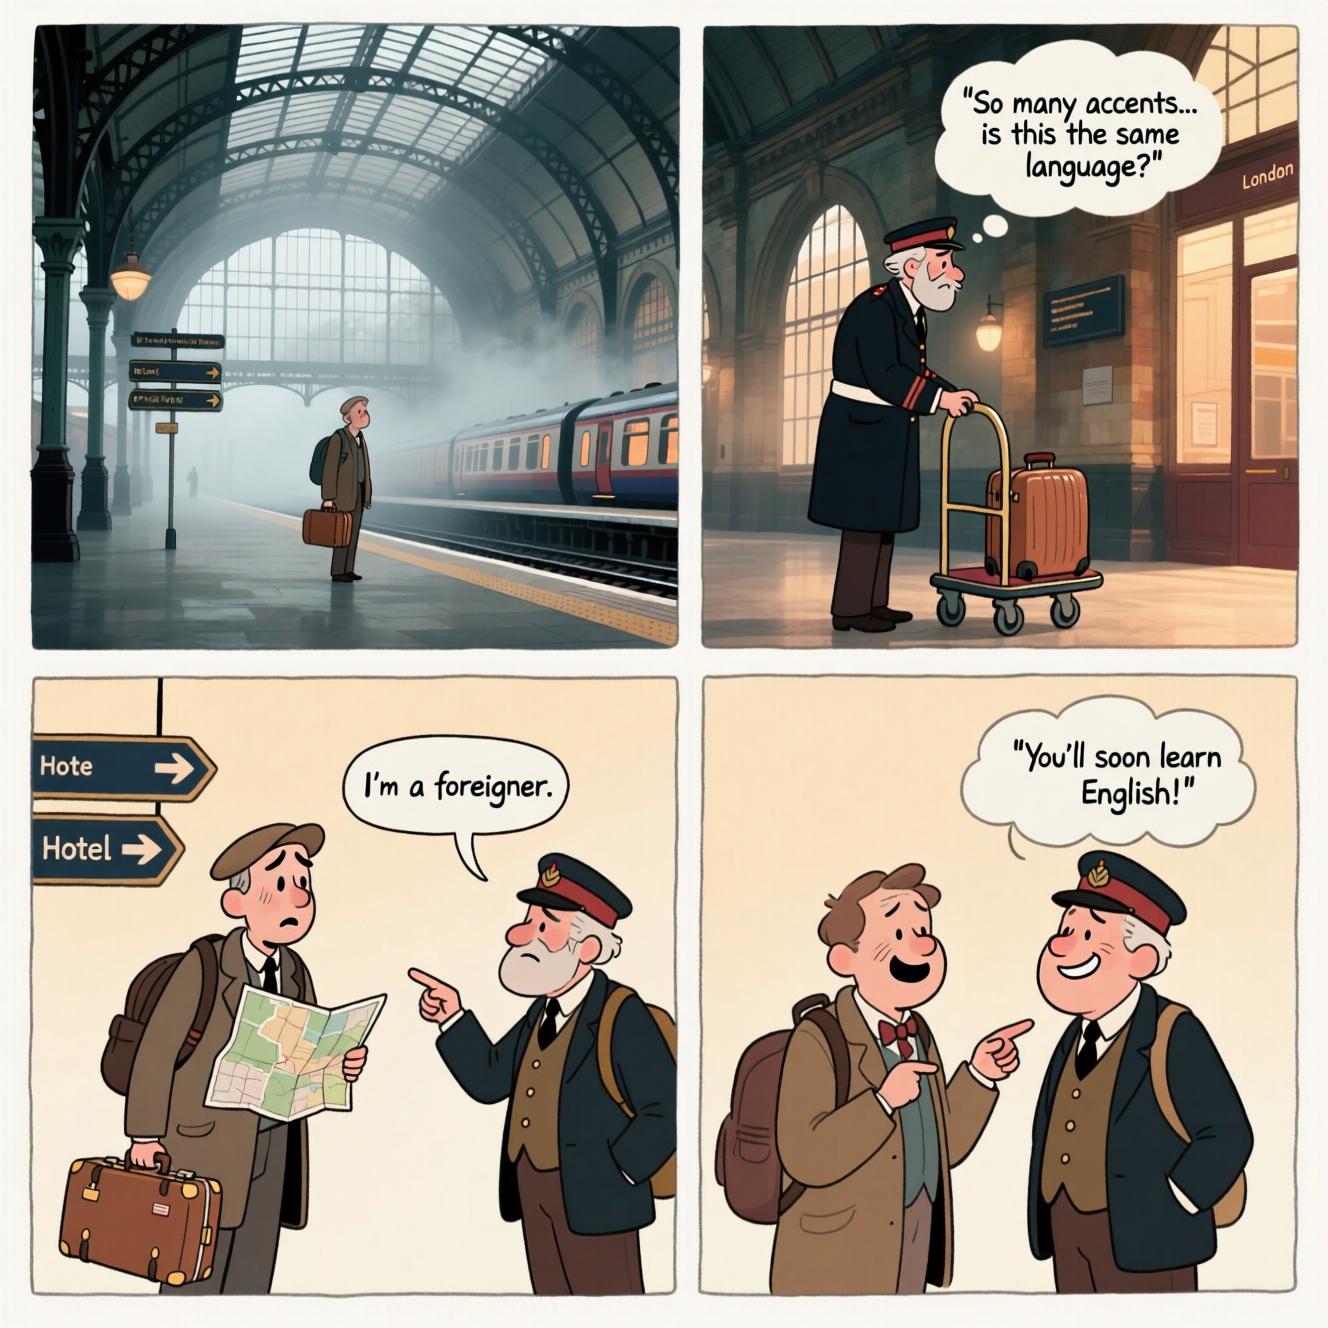 "So many accents...
is this the same
language?"
London
Hote
Hotel
I'm a foreigner.
"You'll soon learn
English!"